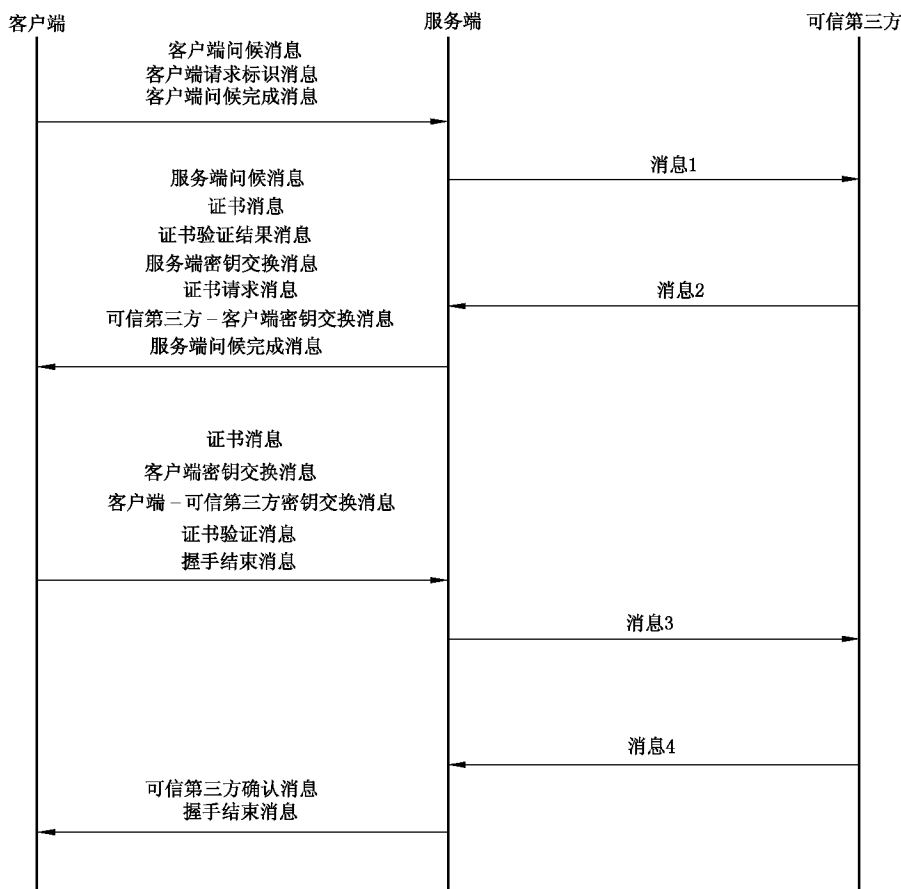 客户端
服务端
可信第三方
客户端问候消息
客户端请求标识消息
客户端问候完成消息
消息1
服务端问候消息
证书消息
证书验证结果消息
服务端密钥交换消息
证书请求消息
消息2
可信第三方－客户端密钥交换消息
服务端问候完成消息
证书消息
客户端密钥交换消息
客户端－可信第三方密钥交换消息
证书验证消息
握手结束消息
消息3
消息4
可信第三方确认消息
握手结束消息